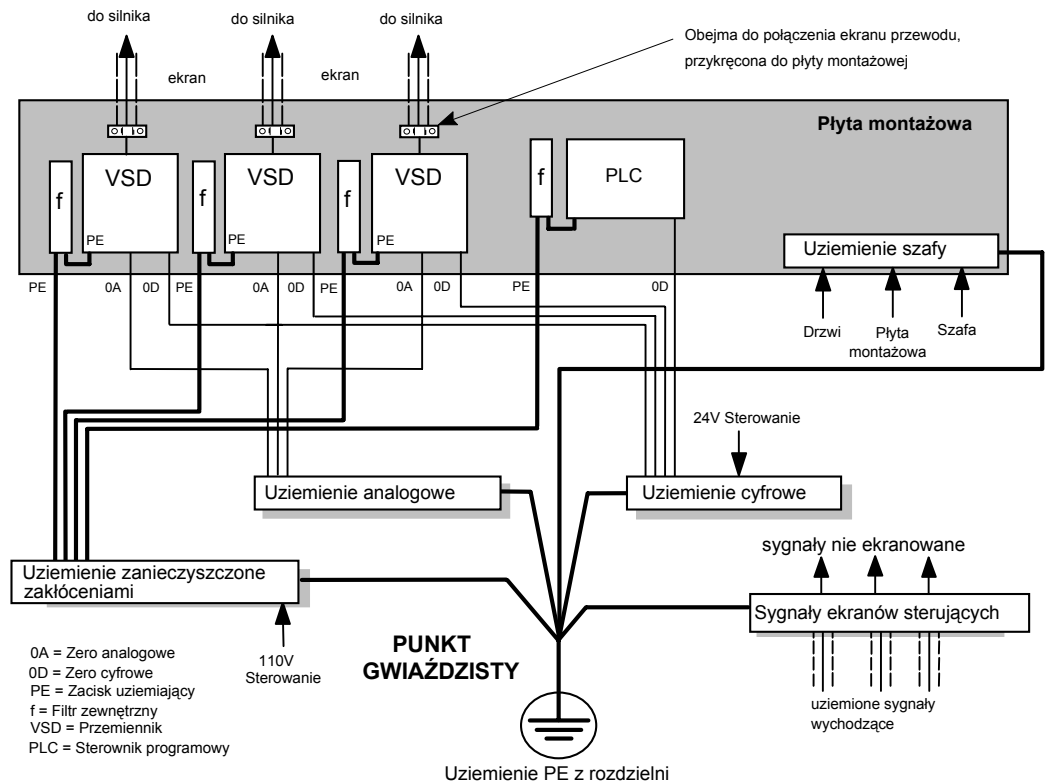 do silnika
do silnika
do silnika
ekran
ekran
Obejma do połączenia ekranu przewodu,
przykręcona do płyty montażowej
Płyta montażowa
f
VSD
PE
f
VSD
PE
f
VSD
PE
f
PLC
Uziemienie szafy
PE
0A
0D
PE
0A
0D
PE
0A
0D
PE
0D
Drzwi
Płyta
montażowa
Szafa
24V Sterowanie
Uziemienie analogowe
Uziemienie cyfrowe
Uziemienie zanieczyszczone
zakłóceniami
sygnały nie ekranowane
Sygnały ekranów sterujących
110V
Sterowanie
PUNKT
GWIAŹDZISTY
uziemione sygnały
wychodzące
0A = Zero analogowe
0D = Zero cyfrowe
PE = Zacisk uziemiający
f = Filtr zewnętrzny
VSD = Przemiennik
PLC = Sterownik programowy
Uziemienie PE z rozdzielni